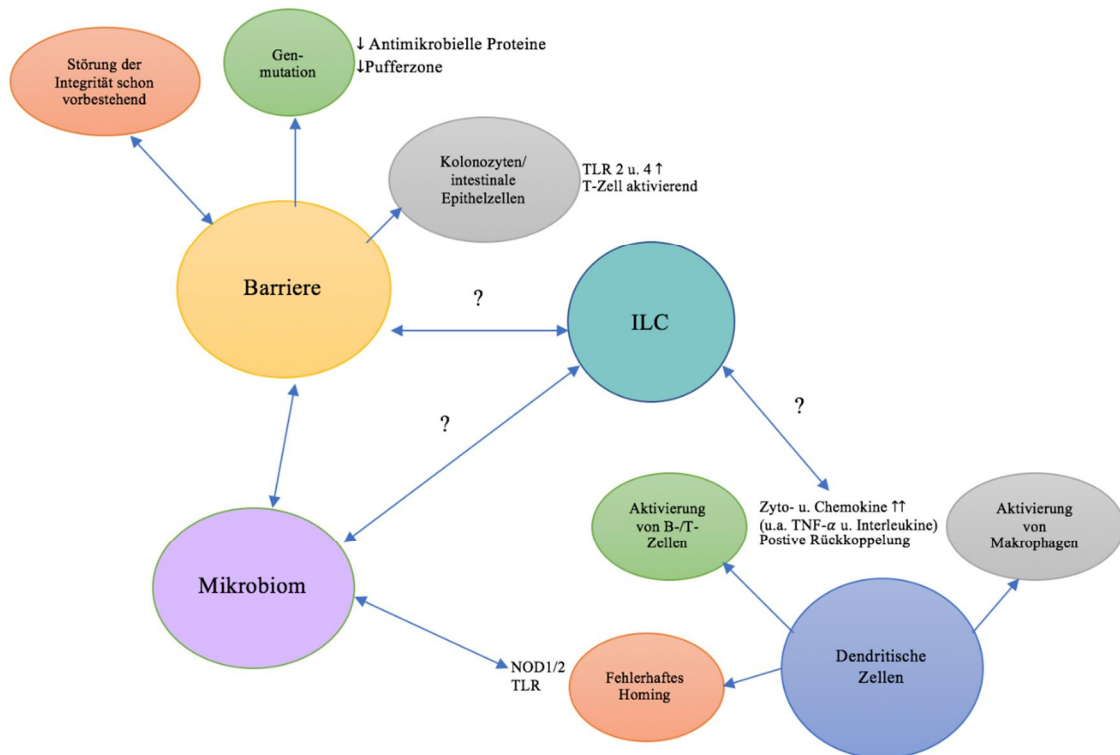 Gen-
mutation
↓ Antimikrobielle Proteine
↓Pufferzone
Störung der
Integrität schon
vorbestehend
Kolonozyten/
intestinale
Epithelzellen
TLR 2 u. 4 ↑
T-Zell aktivierend
Barriere
?
ILC
?
?
Aktivierung
von B-/T-
Zellen
Zyto- u. Chemokine ↑↑
(u.a. TNF-α u. Interleukine)
Postive Rückkoppelung
Aktivierung
von
Makrophagen
Mikrobiom
NOD1/2
TLR
Fehlerhaftes
Homing
Dendritische
Zellen